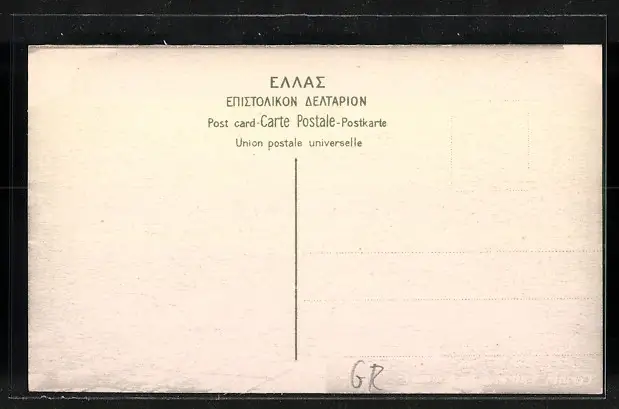 ΕΛΛΑΣ
ΕΠΙΣΤΟΛΙΚΟΝ ΔΕΛΤΑΡΙΟΝ
Post card-Carte Postale-Postkarte
Union postale universelle
GR